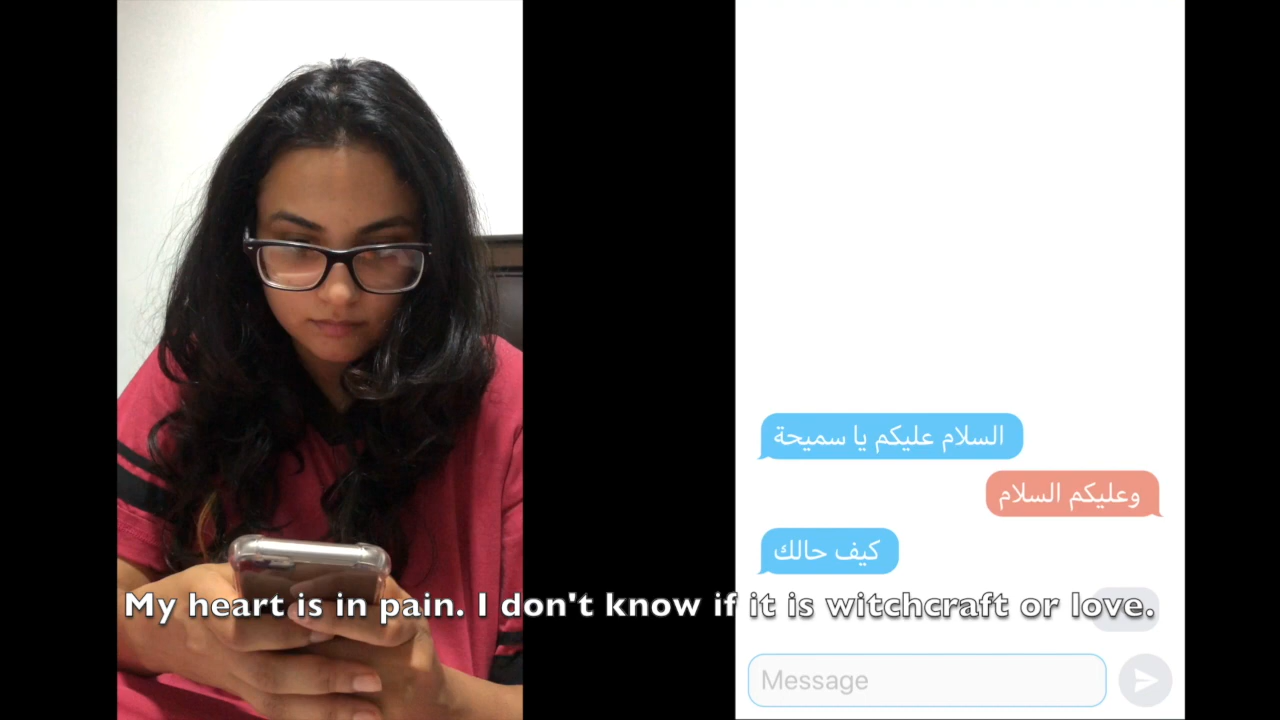 السلام عليكم يا سميحة
وعليكم السلام
كيف حالك
My heart is in pain. I don't know if it is witchcraft or love.
Message